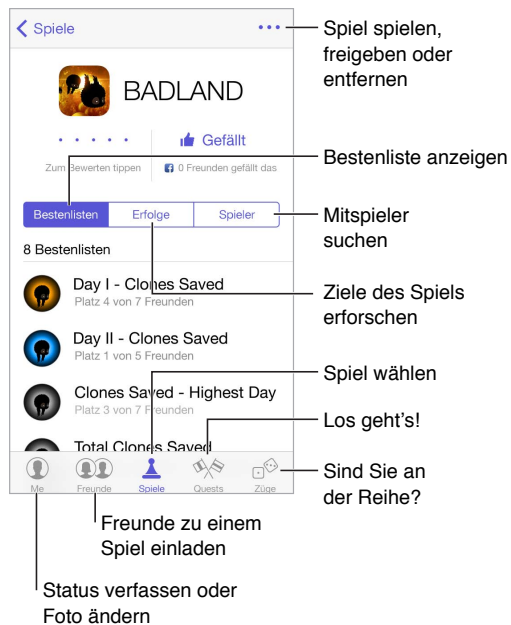 Spiele
Spiel spielen,
freigeben oder
entfernen
BADLAND
Gefällt
Zum Bewerten tippen
0 Freunden gefällt das
Bestenliste anzeigen
Bestenlisten
Erfolge
Spieler
Mitspieler
suchen
8 Bestenlisten
Day I - Clones Saved
Platz 4 von 7 Freunden
Ziele des Spiels
erforschen
Day II - Clones Saved
Platz 1 von 5 Freunden
Spiel wählen
Clones Saved - Highest Day
Platz 3 von 7 Freunden
Los geht's!
Total Clones Saved
Me
Freunde
Spiele
Quests
Züge
Sind Sie an
der Reihe?
Freunde zu einem
Spiel einladen
Status verfassen oder
Foto ändern